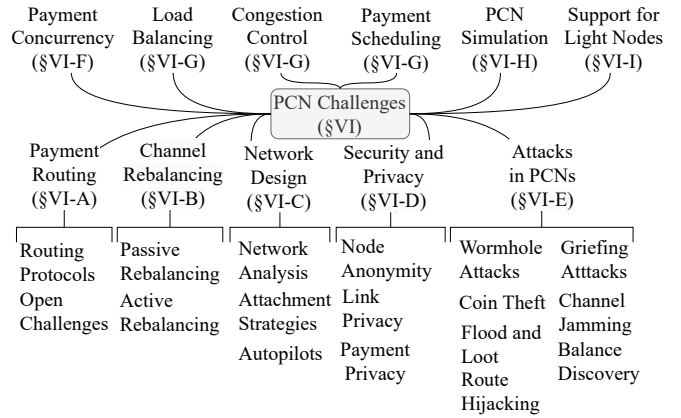 Payment
Concurrency
(§VI-F)
Load
Balancing
(§VI-G)
Congestion
Control
(§VI-G)
Payment
Scheduling
(§VI-G)
PCN
Simulation
(§VI-H)
Support for
Light Nodes
(§VI-I)
PCN Challenges
(§VI)
Payment
Routing
(§VI-A)
Channel
Rebalancing
(§VI-B)
Network
Design
(§VI-C)
Security and
Privacy
(§VI-D)
Attacks
in PCNs
(§VI-E)
Routing
Protocols
Open
Challenges
Passive
Rebalancing
Active
Rebalancing
Network
Analysis
Attachment
Strategies
Autopilots
Node
Anonymity
Link
Privacy
Payment
Privacy
Wormhole
Attacks
Coin Theft
Flood and
Loot
Route
Hijacking
Griefing
Atttacks
Channel
Jamming
Balance
Discovery